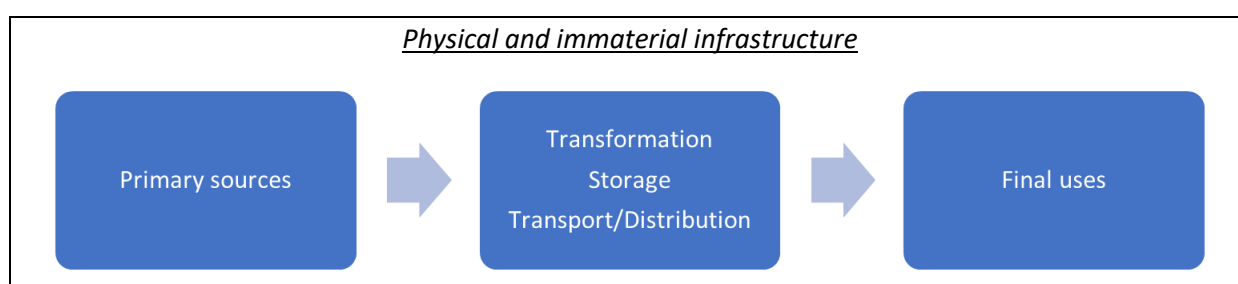 Physical and immaterial infrastructure
Primary sources
Transformation
Storage
Transport/Distribution
Final uses